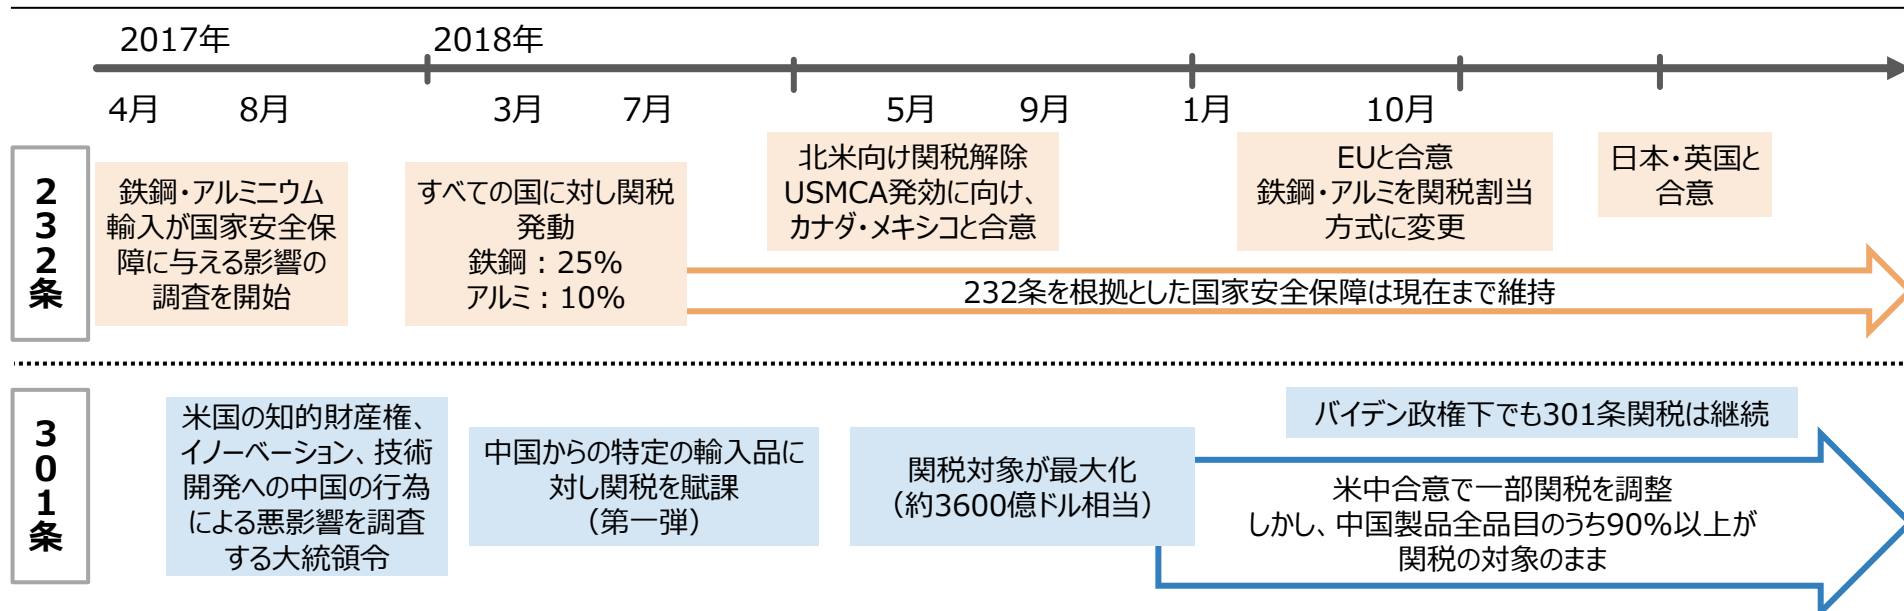 2017年
2018年
4月
8月
3月
7月
5月
9月
1月
10月
232条
鉄鋼・アルミニウム
輸入が国家安全保
障に与える影響の
調査を開始
すべての国に対し関税
発動
鉄鋼：25%
アルミ：10%
北米向け関税解除
USMCA発効に向け、
カナダ・メキシコと合意
EUと合意
鉄鋼・アルミを関税割当
方式に変更
日本・英国と
合意
232条を根拠とした国家安全保障は現在まで維持
301条
米国の知的財産権、
イノーベーション、技術
開発への中国の行為
による悪影響を調査
する大統領令
中国からの特定の輸入品に
対し関税を賦課
（第一弾）
関税対象が最大化
（約3600億ドル相当）
バイデン政権下でも301条関税は継続
米中合意で一部関税を調整
しかし、中国製品全品目のうち90%以上が
関税の対象のまま